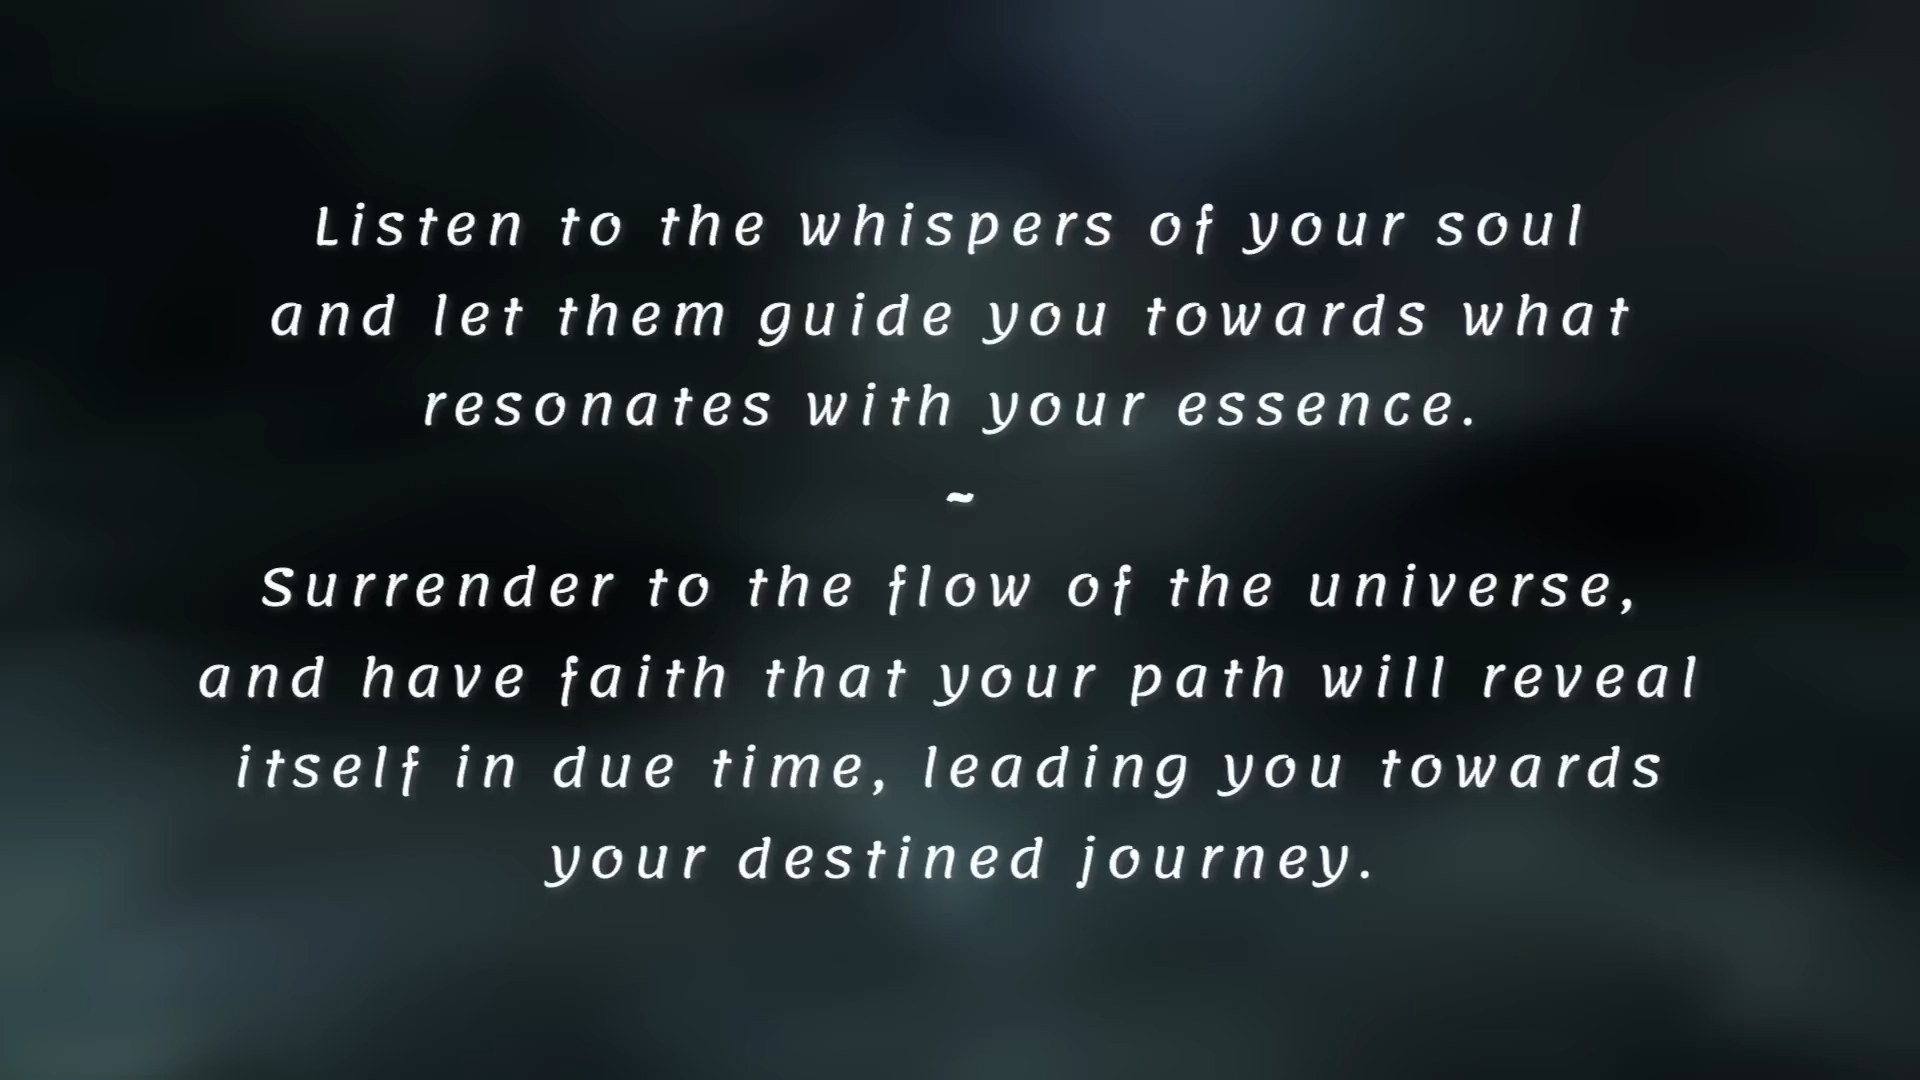 Listen to the whispers of your soul
and let them guide you towards what
resonates with your essence.
~
Surrender to the flow of the universe,
and have faith that your path will reveal
itself in due time, leading you towards
your destined journey.